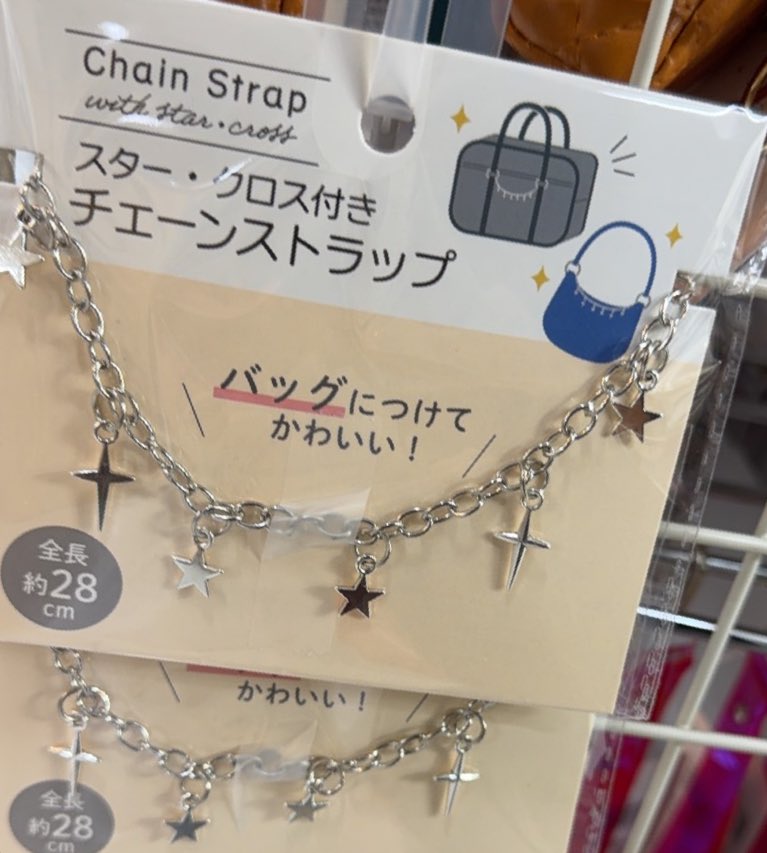 Chain Strap
with star・cross
スター・クロス付き
チェーンストラップ
バッグにつけて
かわいい！
全長
約28
cm
かわいい！
全長
約28
cm